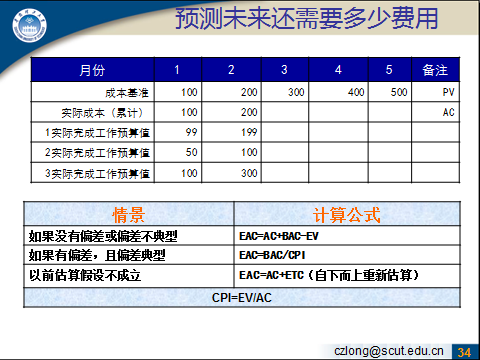 预测未来还需要多少费用
月份 1 2 3 4 5 备注
成本基准 100 200 300 400 500 PV
实际成本（累计） 100 200 AC
1实际完成工作预算值 99 199
2实际完成工作预算值 50 100
3实际完成工作预算值 100 300
情景 计算公式
如果没有偏差或偏差不典型 EAC=AC+BAC-EV
如果有偏差，且偏差典型 EAC=BAC/CPI
以前估算假设不成立 EAC=AC+ETC（自下而上重新估算）
CPI=EV/AC
czlong@scut.edu.cn 34